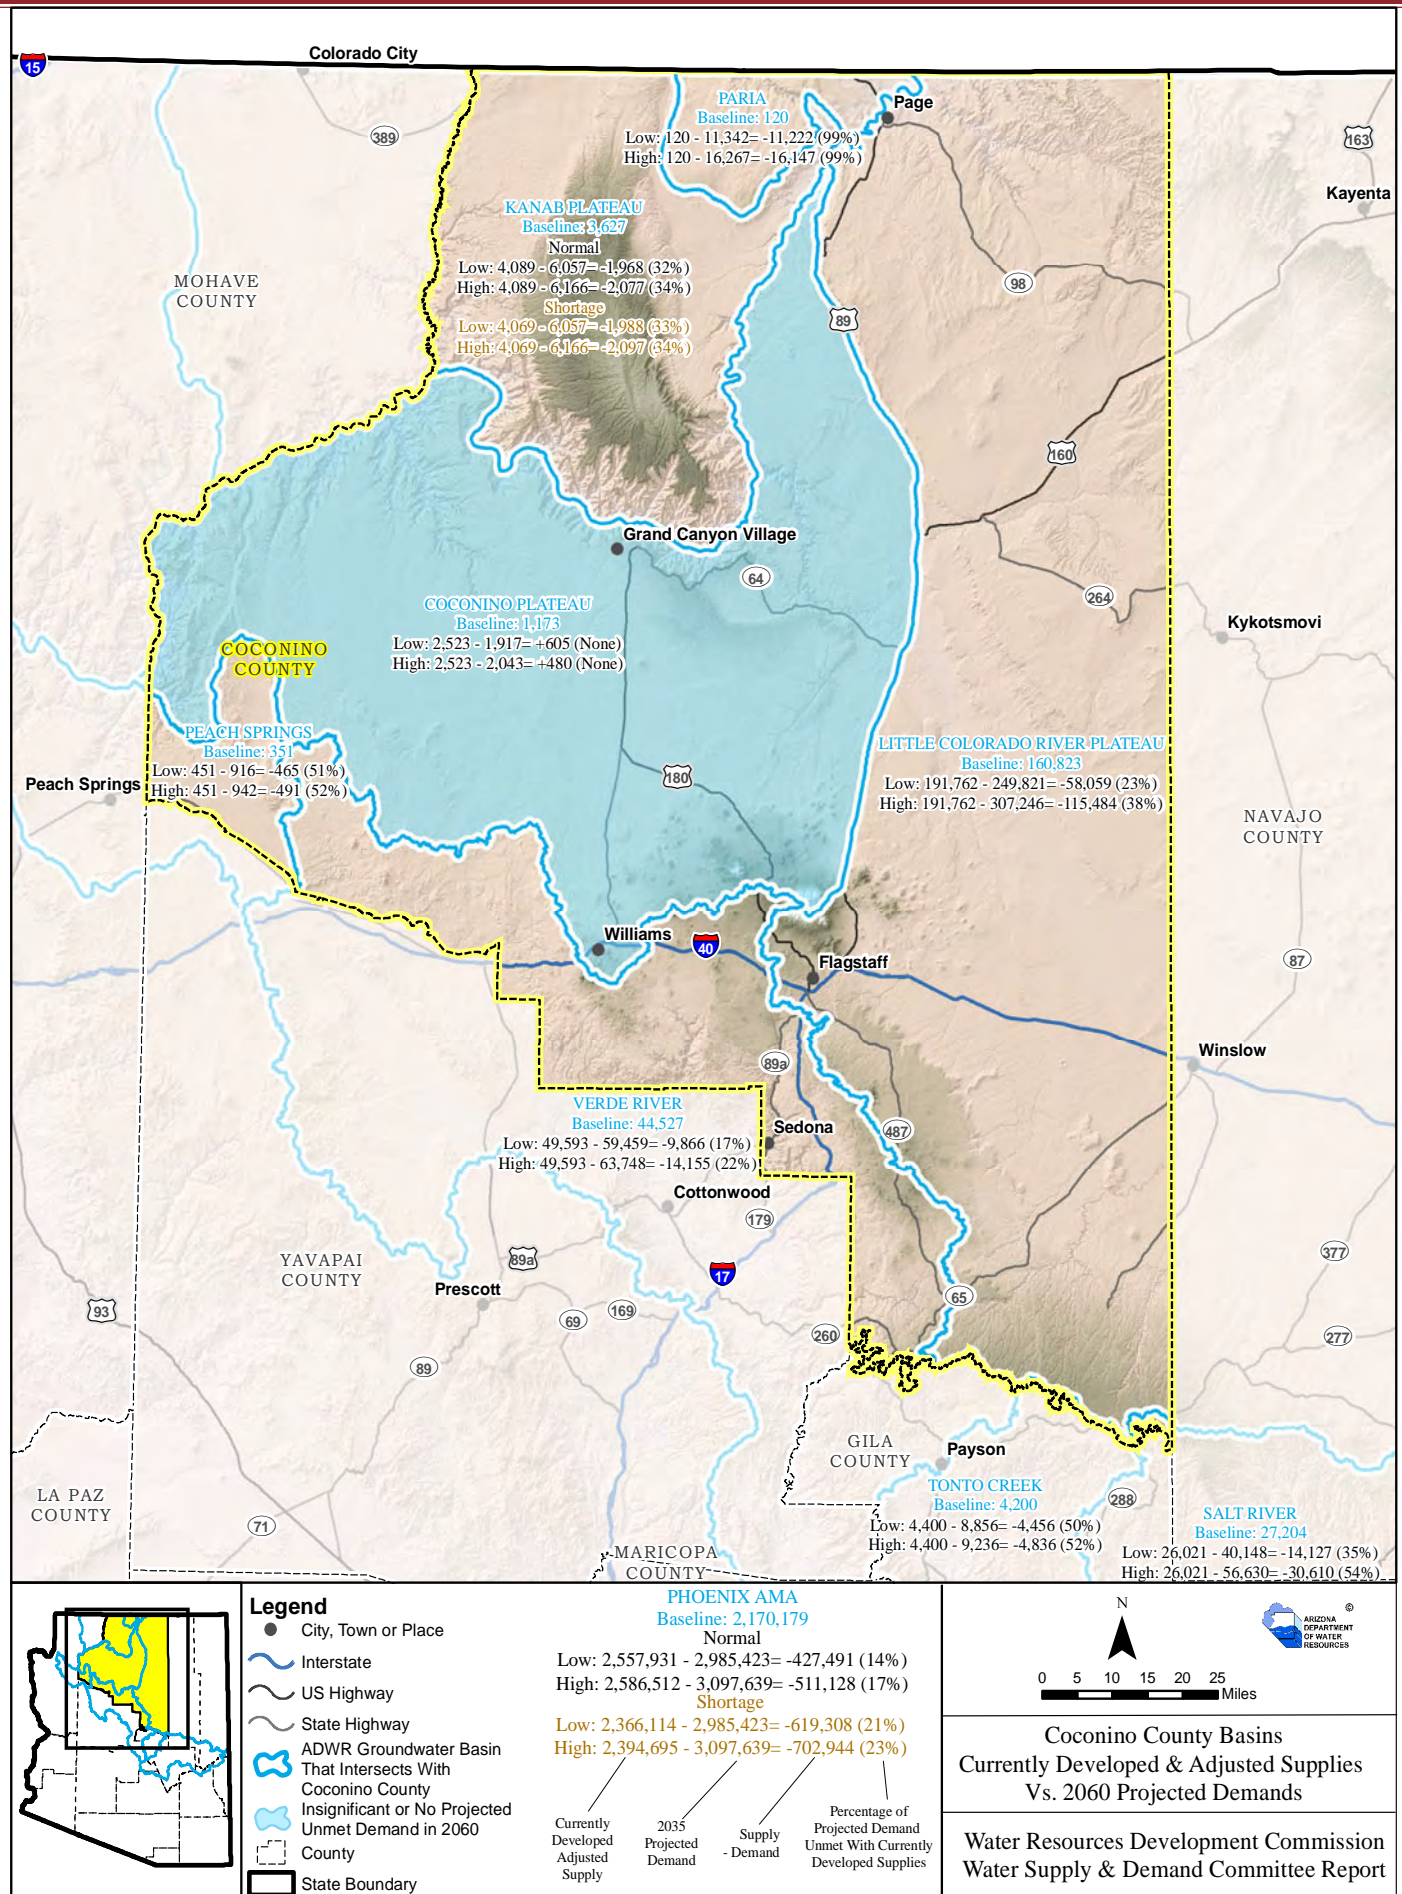 Colorado City
15
389
PARIA
Baseline: 120
Low: 120 - 11,342= -11,222 (99%)
High: 120 - 16,267= -16,147 (99%)
Page
163
Kayenta
KANAB PLATEAU
Baseline: 3,627
Normal
Low: 4,089 - 6,057= -1,968 (32%)
High: 4,089 - 6,166= -2,077 (34%)
Shortage
Low: 4,069 - 6,057= -1,988 (33%)
High: 4,069 - 6,166= -2,097 (34%)
MOHAVE
COUNTY
98
89
160
Grand Canyon Village
64
264
COCONINO PLATEAU
Baseline: 1,173
Low: 2,523 - 1,917= +605 (None)
High: 2,523 - 2,043= +480 (None)
Kykotsmovi
COCONINO
COUNTY
PEACH SPRINGS
Baseline: 351
Low: 451 - 916= -465 (51%)
High: 451 - 942= -491 (52%)
Peach Springs
180
LITTLE COLORADO RIVER PLATEAU
Baseline: 160,823
Low: 191,762 - 249,821= -58,059 (23%)
High: 191,762 - 307,246= -115,484 (38%)
NAVAJO
COUNTY
Williams
40
Flagstaff
87
Winslow
89a
VERDE RIVER
Baseline: 44,527
Low: 49,593 - 59,459= -9,866 (17%)
High: 49,593 - 63,748= -14,155 (22%)
Sedona
487
Cottonwood
179
YAVAPAI
COUNTY
89a
17
377
Prescott
93
69
169
65
260
277
89
GILA
COUNTY
Payson
LA PAZ
COUNTY
TONTO CREEK
Baseline: 4,200
Low: 4,400 - 8,856= -4,456 (50%)
High: 4,400 - 9,236= -4,836 (52%)
288
SALT RIVER
Baseline: 27,204
Low: 26,021 - 40,148= -14,127 (35%)
High: 26,021 - 56,630= -30,610 (54%)
71
MARICOPA
COUNTY
Legend
City, Town or Place
Interstate
US Highway
State Highway
ADWR Groundwater Basin
That Intersects With
Coconino County
Insignificant or No Projected
Unmet Demand in 2060
County
State Boundary
PHOENIX AMA
Baseline: 2,170,179
Normal
Low: 2,557,931 - 2,985,423= -427,491 (14%)
High: 2,586,512 - 3,097,639= -511,128 (17%)
Shortage
Low: 2,366,114 - 2,985,423= -619,308 (21%)
High: 2,394,695 - 3,097,639= -702,944 (23%)
Currently
Developed
Adjusted
Supply
2035
Projected
Demand
Supply
- Demand
Percentage of
Projected Demand
Unmet With Currently
Developed Supplies
N
0 5 10 15 20 25
Miles
©
ARIZONA
DEPARTMENT
OF WATER
RESOURCES
Coconino County Basins
Currently Developed & Adjusted Supplies
Vs. 2060 Projected Demands
Water Resources Development Commission
Water Supply & Demand Committee Report